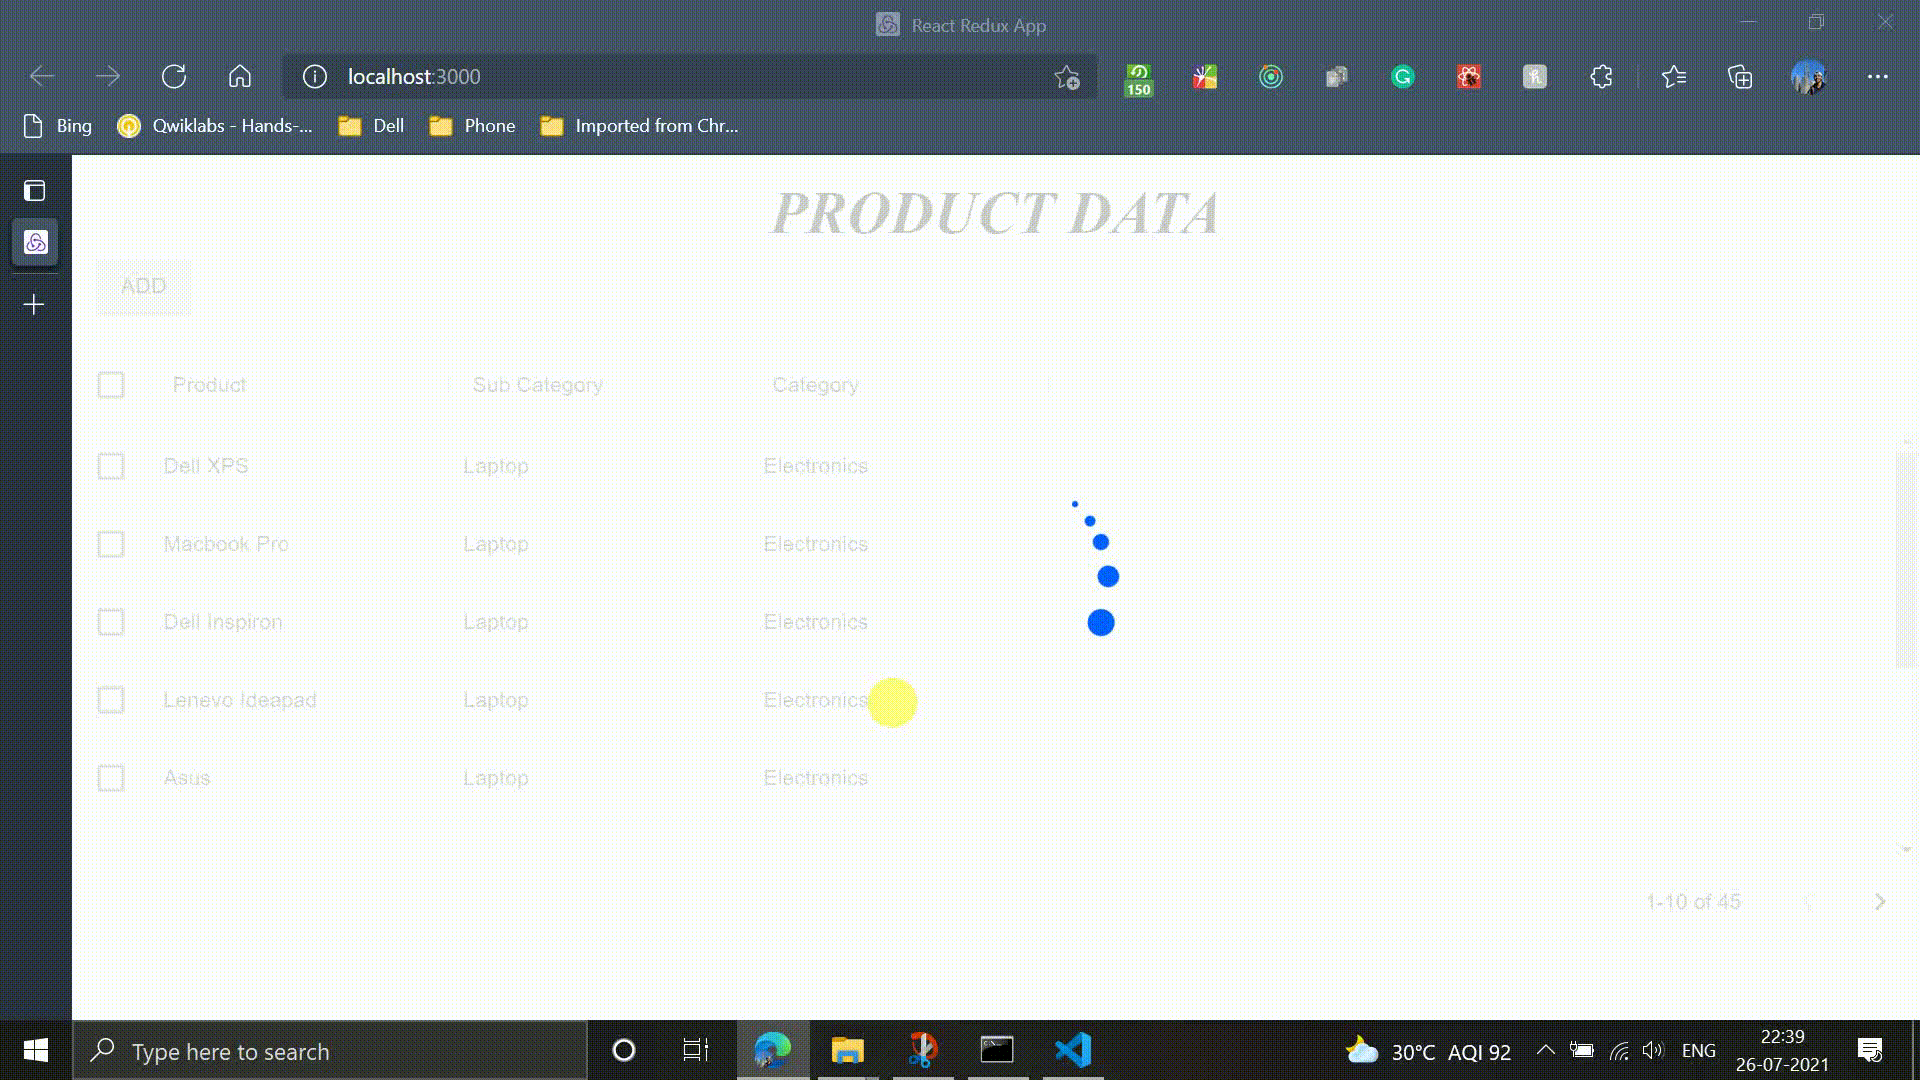 React Redux App
localhost:3000
150
Bing
Qwiklabs - Hands-...
Dell
Phone
Imported from Chr...
PRODUCT DATA
ADD
Product Sub Category Category
Dell XPS Laptop Electronics
Macbook Pro Laptop Electronics
Dell Inspiron Laptop Electronics
Lenevo Ideapad Laptop Electronics
Asus Laptop Electronics
1-10 of 45
Type here to search
30°C AQI 92
ENG
22:39
26-07-2021